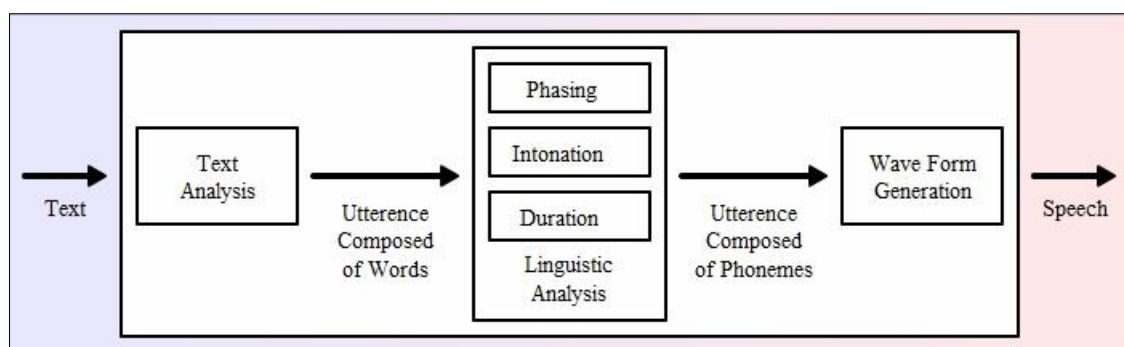 Text
Text
Analysis
Utterence
Composed
of Words
Phasing
Intonation
Duration
Linguistic
Analysis
Utterence
Composed
of Phonemes
Wave Form
Generation
Speech